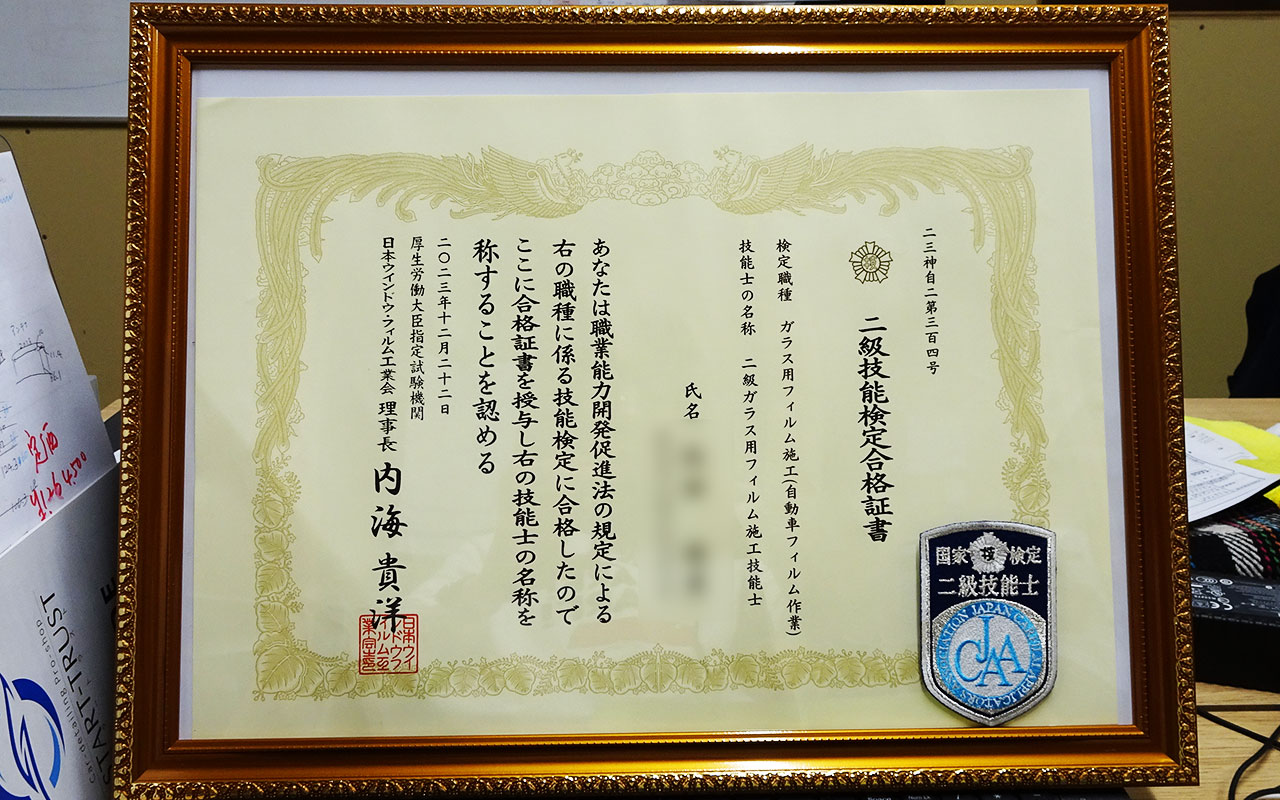 二三神自二第三百四号
二級技能検定合格証書
検定職種 ガラス用フィルム施工(自動車フィルム作業)
技能士の名称 二級ガラス用フィルム施工技能士
氏名
あなたは職業能力開発促進法の規定による
右の職種に係る技能検定に合格したので
ここに合格証書を授与し右の技能士の名称を
称することを認める
二〇二三年十二月二十二日
厚生労働大臣指定試験機関
日本ウインドウ・フィルム工業会 理事長 内海貴洋
国家 技 検定
二級技能士
JCAA
START-TRUST
car detailing pro-shop